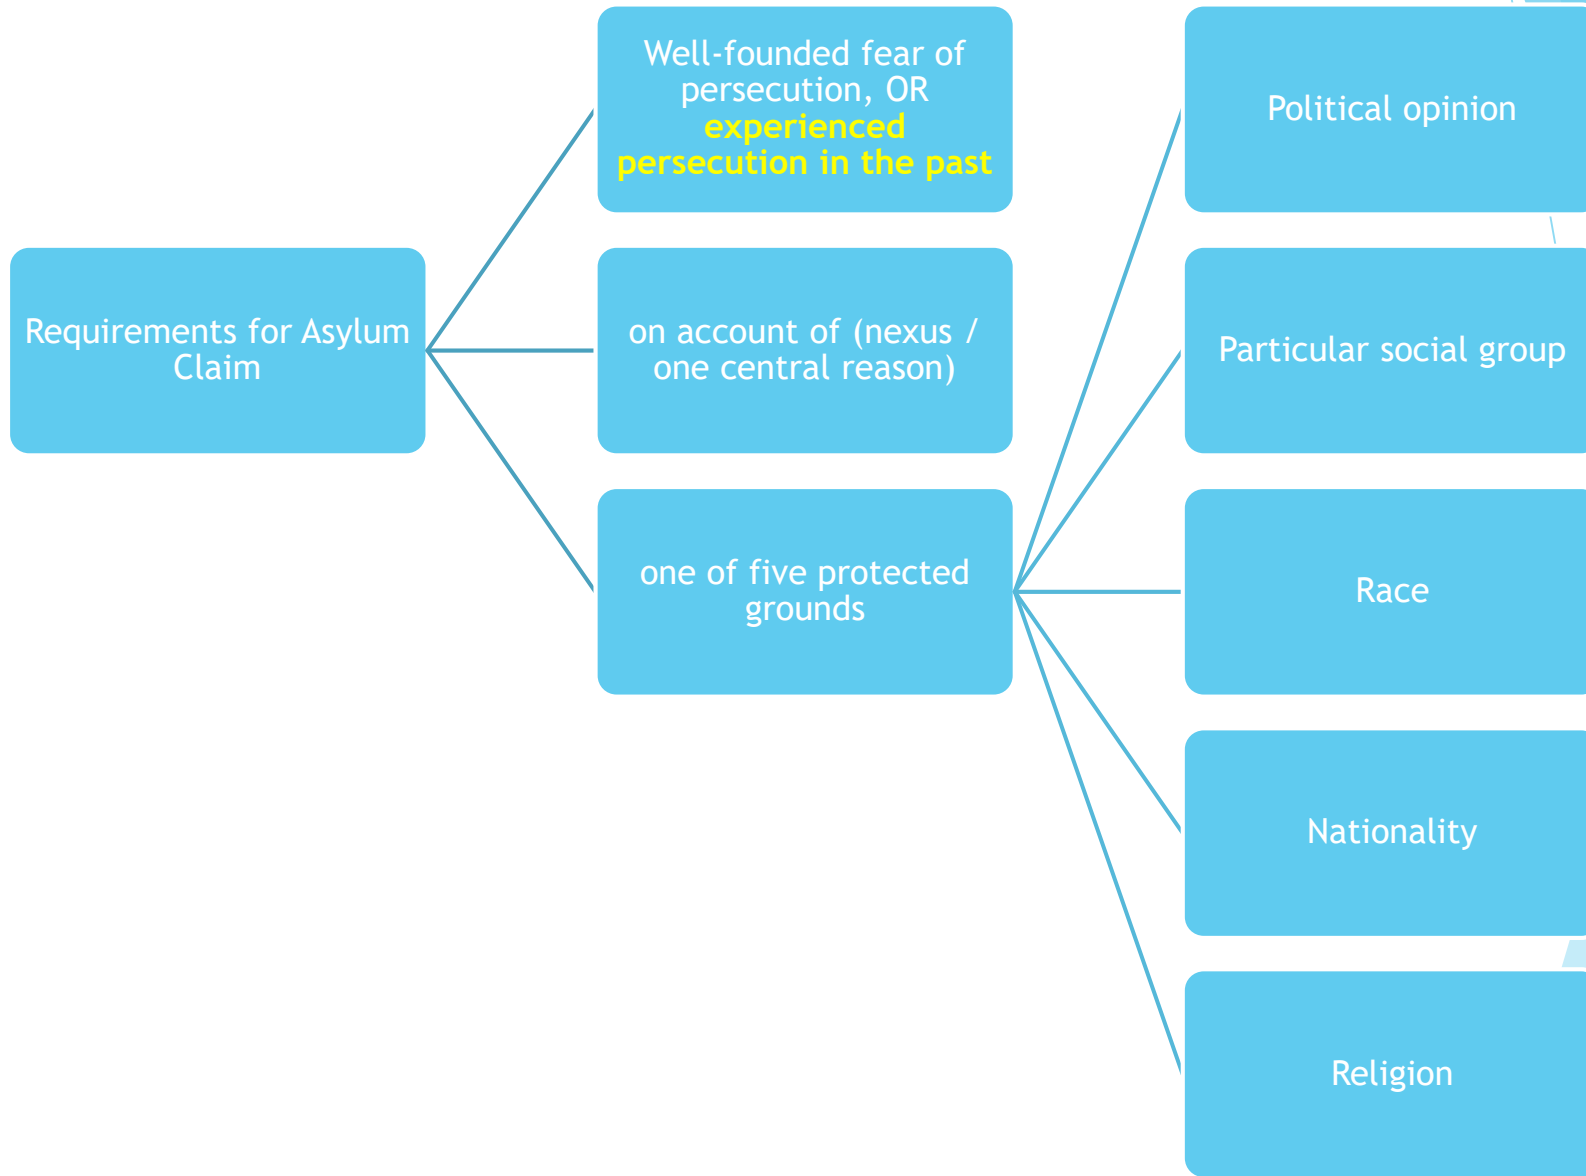 Requirements for Asylum
Claim
Well-founded fear of
persecution, OR
experienced
persecution in the past
on account of (nexus /
one central reason)
one of five protected
grounds
Political opinion
Particular social group
Race
Nationality
Religion